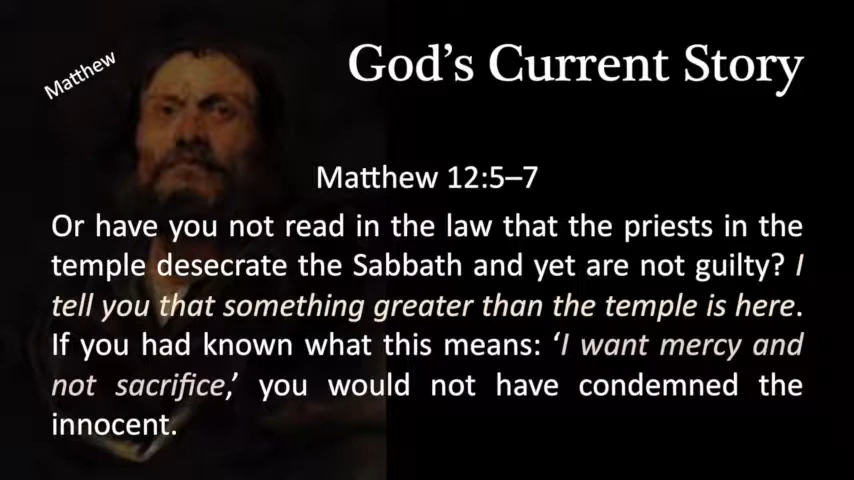 Matthew
God’s Current Story
Matthew 12:5–7
Or have you not read in the law that the priests in the
temple desecrate the Sabbath and yet are not guilty? I
tell you that something greater than the temple is here.
If you had known what this means: ‘I want mercy and
not sacrifice,’ you would not have condemned the
innocent.